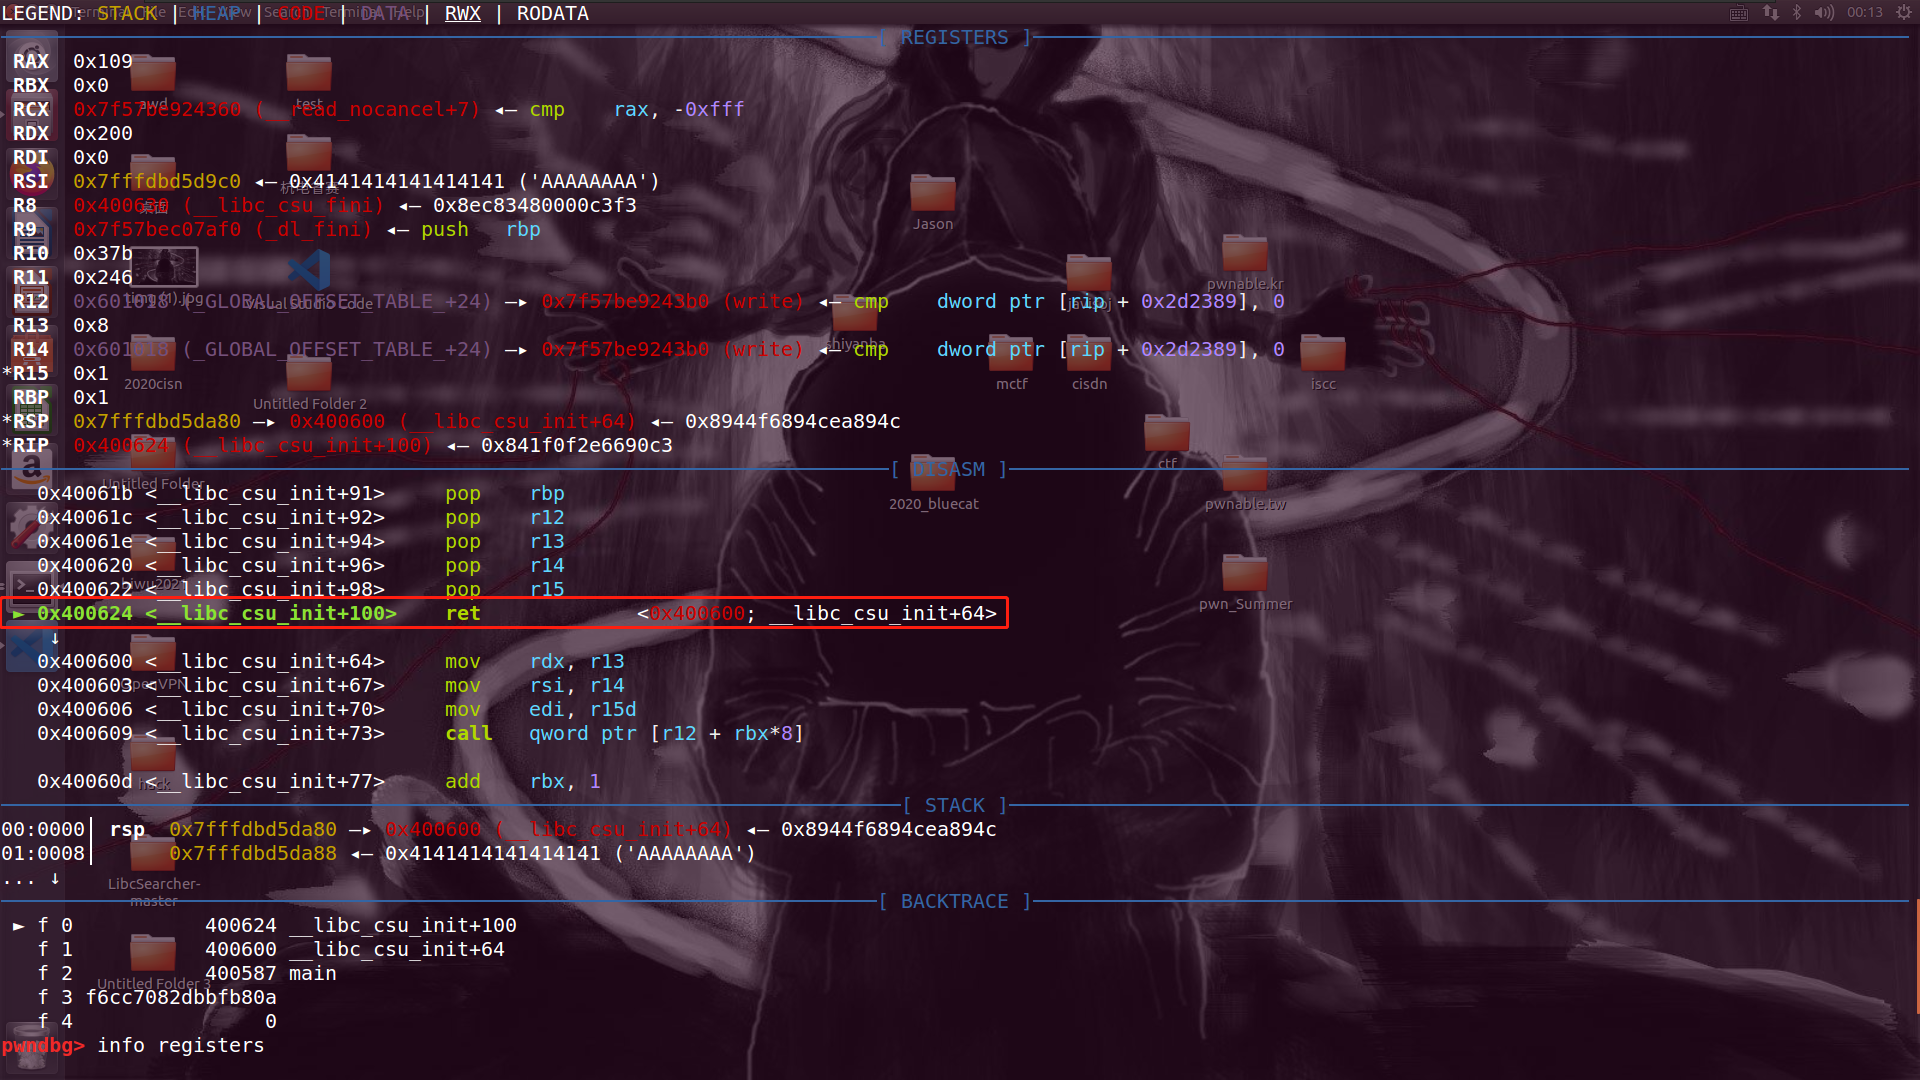 LEGEND: STACK | HEAP | CODE | DATA | RWX | RODATA
00:13
[ REGISTERS ]
RAX 0x109
RBX 0x0
RCX 0x7f57be924360 (__read_nocancel+7) ◂— cmp rax, -0xfff
RDX 0x200
RDI 0x0
RSI 0x7fffdbd5d9c0 ◂— 0x4141414141414141 ('AAAAAAAA')
R8 0x400630 (__libc_csu_fini) ◂— 0x8ec83480000c3f3
R9 0x7f57bec07af0 (_dl_fini) ◂— push rbp
R10 0x37b
R11 0x246
R12 0x601018 (_GLOBAL_OFFSET_TABLE_+24) —▸ 0x7f57be9243b0 (write) ◂— cmp dword ptr [rip + 0x2d2389], 0
R13 0x8
R14 0x601018 (_GLOBAL_OFFSET_TABLE_+24) —▸ 0x7f57be9243b0 (write) ◂— cmp dword ptr [rip + 0x2d2389], 0
*R15 0x1
RBP 0x1
*RSP 0x7fffdbd5da80 —▸ 0x400600 (__libc_csu_init+64) ◂— 0x8944f6894cea894c
*RIP 0x400624 (__libc_csu_init+100) ◂— 0x841f0f2e6690c3
[ DISASM ]
0x40061b <__libc_csu_init+91> pop rbp
0x40061c <__libc_csu_init+92> pop r12
0x40061e <__libc_csu_init+94> pop r13
0x400620 <__libc_csu_init+96> pop r14
0x400622 <__libc_csu_init+98> pop r15
► 0x400624 <__libc_csu_init+100> ret <0x400600; __libc_csu_init+64>
↓
0x400600 <__libc_csu_init+64> mov rdx, r13
0x400603 <__libc_csu_init+67> mov rsi, r14
0x400606 <__libc_csu_init+70> mov edi, r15d
0x400609 <__libc_csu_init+73> call qword ptr [r12 + rbx*8]
0x40060d <__libc_csu_init+77> add rbx, 1
[ STACK ]
00:0000│ rsp 0x7fffdbd5da80 —▸ 0x400600 (__libc_csu_init+64) ◂— 0x8944f6894cea894c
01:0008│ 0x7fffdbd5da88 ◂— 0x4141414141414141 ('AAAAAAAA')
... ↓
[ BACKTRACE ]
► f 0 400624 __libc_csu_init+100
f 1 400600 __libc_csu_init+64
f 2 400587 main
f 3 f6cc7082dbbfb80a
f 4 0
pwndbg> info registers
awd
test
桌面
timg (1).jpg
Visual Studio Code
2020cisn
Untitled Folder 2
Untitled Folder
OpenVPN
hack
LibcSearcher-
master
Untitled Folder 3
Jason
shiyanba
pwnable.kr
mctf
cisdn
iscc
ctf
2020_bluecat
pwnable.tw
pwn_Summer